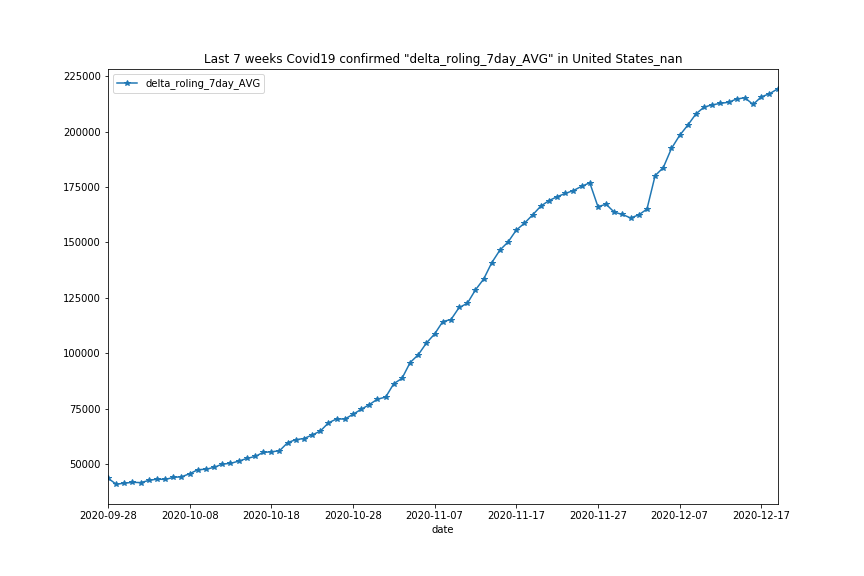 Last 7 weeks Covid19 confirmed "delta_roling_7day_AVG" in United States_nan
delta_roling_7day_AVG
225000
200000
175000
150000
125000
100000
75000
50000
2020-09-28 2020-10-08 2020-10-18 2020-10-28 2020-11-07 2020-11-17 2020-11-27 2020-12-07 2020-12-17
date